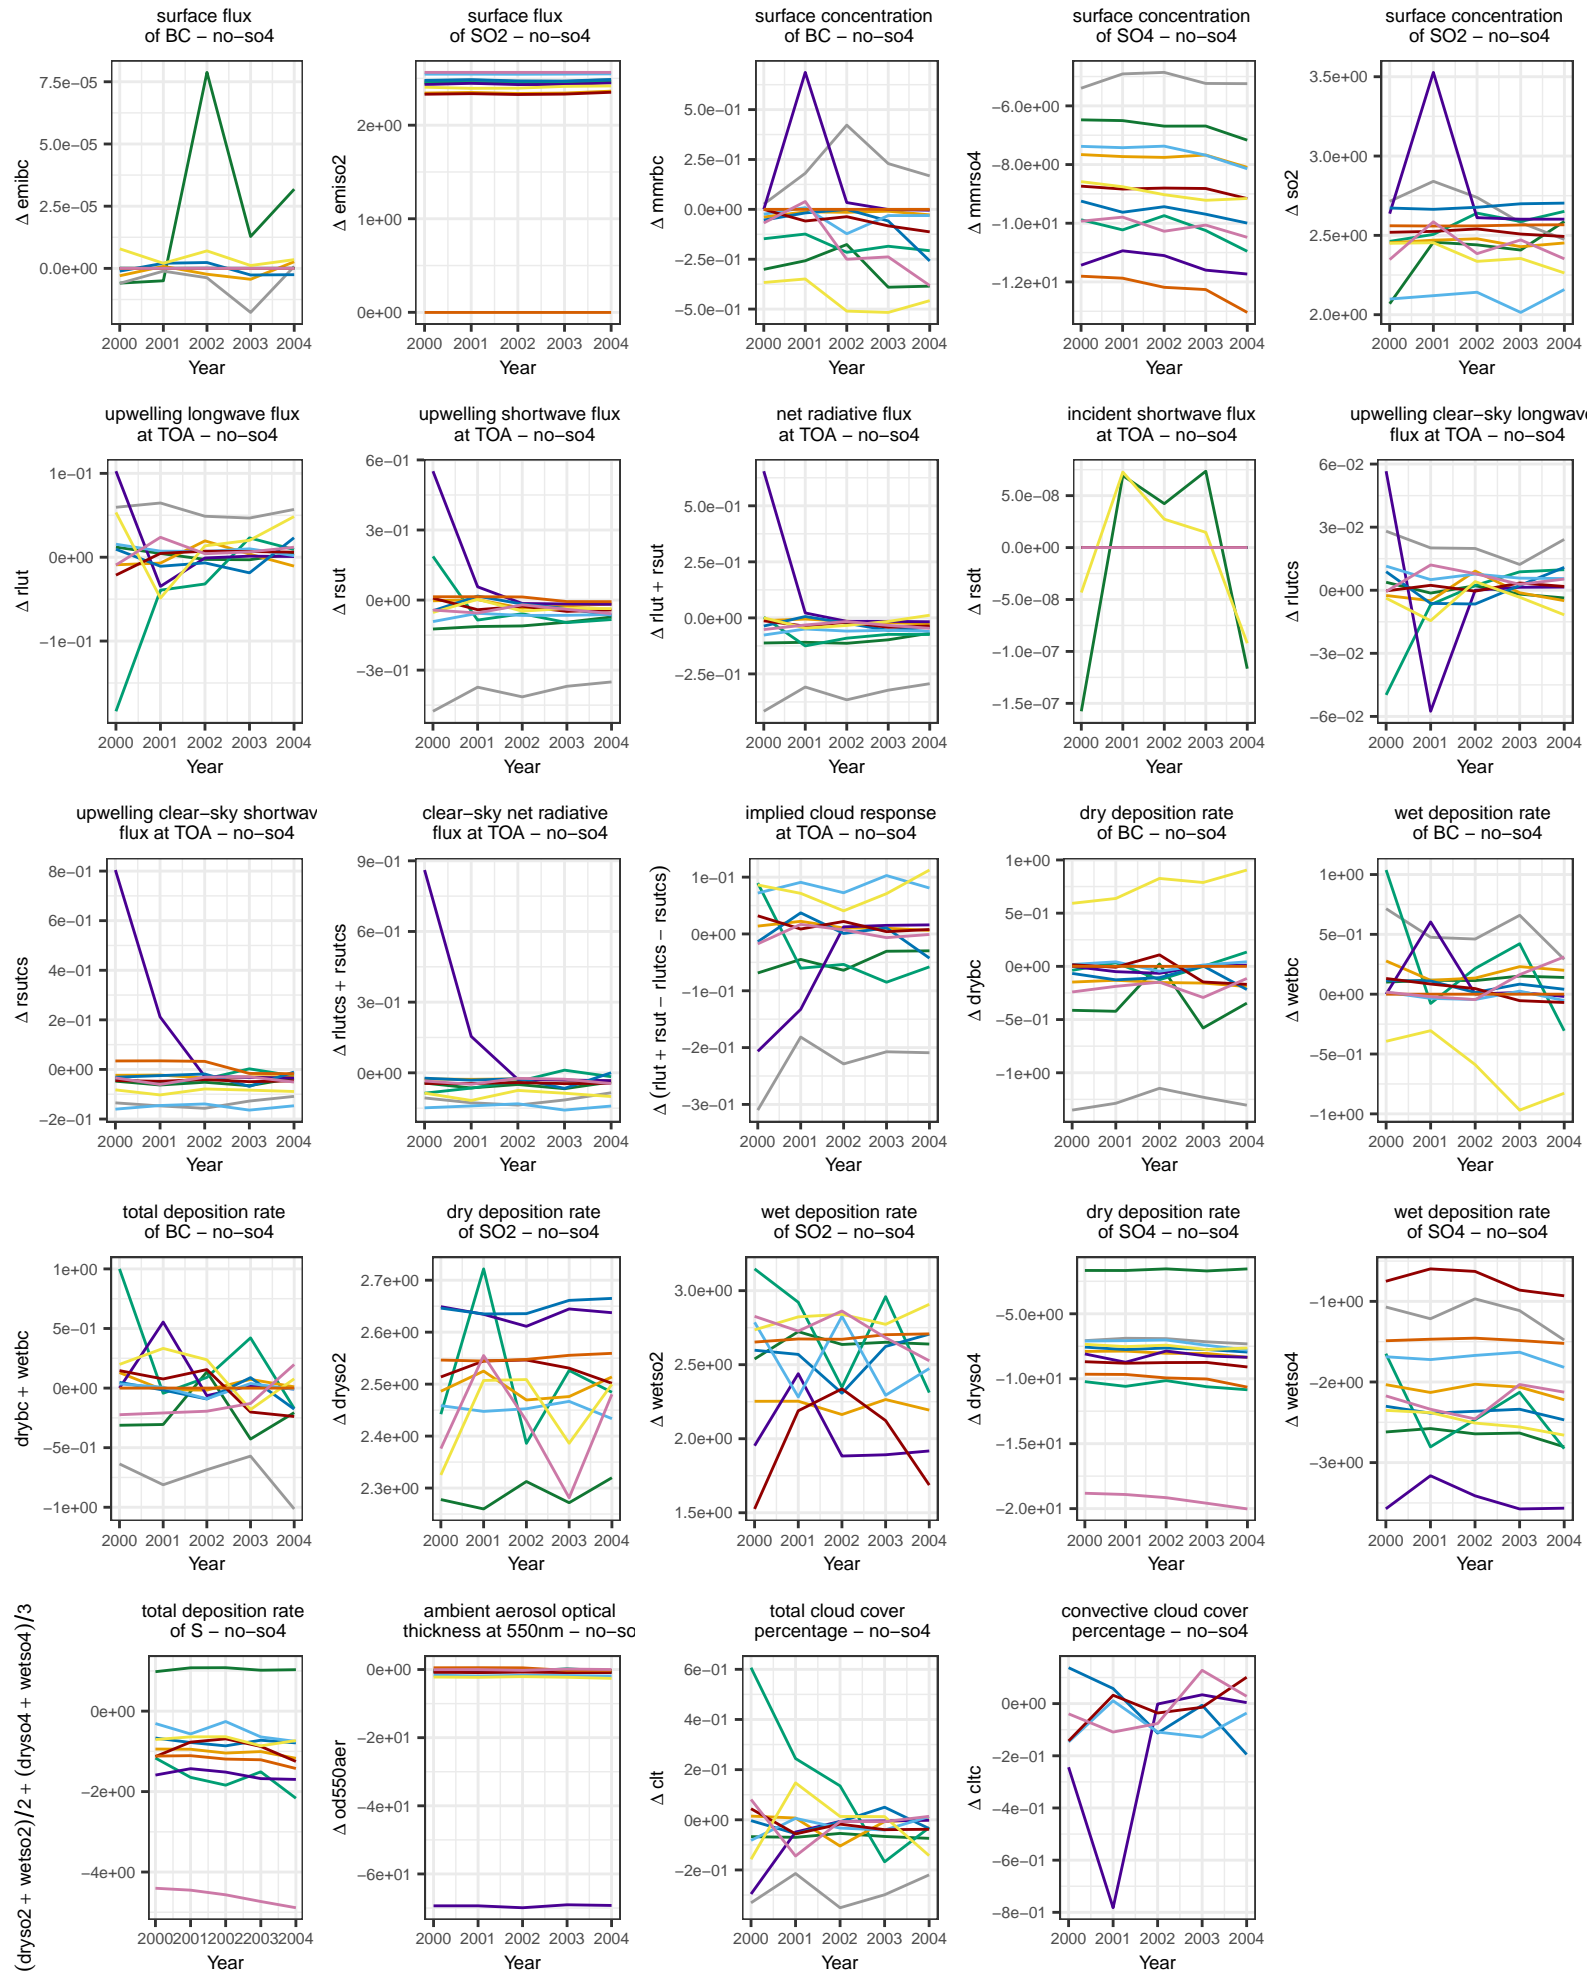 surface flux
of BC − no−so4
Δ emibc
7.5e−05
5.0e−05
2.5e−05
0.0e+00
2000 2001 2002 2003 2004
Year
surface flux
of SO2 − no−so4
Δ emiso2
2e+00
1e+00
0e+00
2000 2001 2002 2003 2004
Year
surface concentration
of BC − no−so4
Δ mmrbc
5.0e−01
2.5e−01
0.0e+00
−2.5e−01
−5.0e−01
2000 2001 2002 2003 2004
Year
surface concentration
of SO4 − no−so4
Δ mmrso4
−6.0e+00
−8.0e+00
−1.0e+01
−1.2e+01
2000 2001 2002 2003 2004
Year
surface concentration
of SO2 − no−so4
Δ so2
3.5e+00
3.0e+00
2.5e+00
2.0e+00
2000 2001 2002 2003 2004
Year
upwelling longwave flux
at TOA − no−so4
Δ rlut
1e−01
0e+00
−1e−01
2000 2001 2002 2003 2004
Year
upwelling shortwave flux
at TOA − no−so4
Δ rsut
6e−01
3e−01
0e+00
−3e−01
2000 2001 2002 2003 2004
Year
net radiative flux
at TOA − no−so4
Δ rlut + rsut
5.0e−01
2.5e−01
0.0e+00
−2.5e−01
2000 2001 2002 2003 2004
Year
incident shortwave flux
at TOA − no−so4
Δ rsdt
5.0e−08
0.0e+00
−5.0e−08
−1.0e−07
−1.5e−07
2000 2001 2002 2003 2004
Year
upwelling clear−sky longwave
flux at TOA − no−so4
Δ rlutcs
6e−02
3e−02
0e+00
−3e−02
−6e−02
2000 2001 2002 2003 2004
Year
upwelling clear−sky shortwav
flux at TOA − no−so4
Δ rsutcs
8e−01
6e−01
4e−01
2e−01
0e+00
−2e−01
2000 2001 2002 2003 2004
Year
clear−sky net radiative
flux at TOA − no−so4
Δ rlutcs + rsutcs
9e−01
6e−01
3e−01
0e+00
2000 2001 2002 2003 2004
Year
implied cloud response
at TOA − no−so4
Δ (rlut + rsut − rlutcs − rsutcs)
1e−01
0e+00
−1e−01
−2e−01
−3e−01
2000 2001 2002 2003 2004
Year
dry deposition rate
of BC − no−so4
Δ drybc
1e+00
5e−01
0e+00
−5e−01
−1e+00
2000 2001 2002 2003 2004
Year
wet deposition rate
of BC − no−so4
Δ wetbc
1e+00
5e−01
0e+00
−5e−01
−1e+00
2000 2001 2002 2003 2004
Year
total deposition rate
of BC − no−so4
drybc + wetbc
1e+00
5e−01
0e+00
−5e−01
−1e+00
2000 2001 2002 2003 2004
Year
dry deposition rate
of SO2 − no−so4
Δ dryso2
2.7e+00
2.6e+00
2.5e+00
2.4e+00
2.3e+00
2000 2001 2002 2003 2004
Year
wet deposition rate
of SO2 − no−so4
Δ wetso2
3.0e+00
2.5e+00
2.0e+00
1.5e+00
2000 2001 2002 2003 2004
Year
dry deposition rate
of SO4 − no−so4
Δ dryso4
−5.0e+00
−1.0e+01
−1.5e+01
−2.0e+01
2000 2001 2002 2003 2004
Year
wet deposition rate
of SO4 − no−so4
Δ wetso4
−1e+00
−2e+00
−3e+00
2000 2001 2002 2003 2004
Year
total deposition rate
of S − no−so4
(dryso2 + wetso2)/2 + (dryso4 + wetso4)/3
0e+00
−2e+00
−4e+00
2000 2001 2002 2003 2004
Year
ambient aerosol optical
thickness at 550nm − no−so
Δ od550aer
0e+00
−2e+01
−4e+01
−6e+01
2000 2001 2002 2003 2004
Year
total cloud cover
percentage − no−so4
Δ clt
6e−01
4e−01
2e−01
0e+00
−2e−01
2000 2001 2002 2003 2004
Year
convective cloud cover
percentage − no−so4
Δ cltc
0e+00
−2e−01
−4e−01
−6e−01
−8e−01
2000 2001 2002 2003 2004
Year